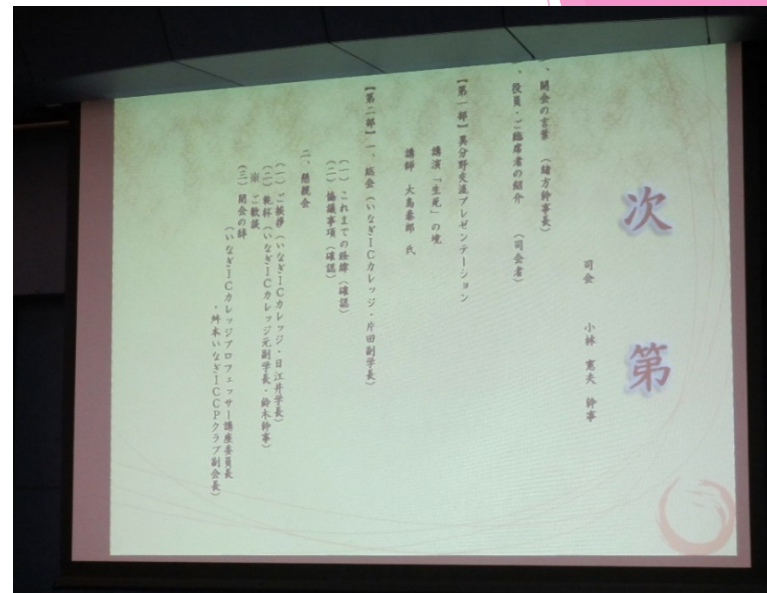 次第
司会 小林 憲夫 幹事
、開会の言葉 (緒方幹事長)
、役員・ご臨席者の紹介 (司会者)
【第一部】異分野交流プレゼンテーション
講演「生死」の境
講師 大島泰郎 氏
【第二部】一、総会(いなぎICカレッジ・片田副学長)
(一) これまでの経緯(確認)
(二) 協議事項(確認)
二、懇親会
(一) ご挨拶(いなぎICカレッジ・日江井学長)
(二) 乾杯(いなぎICカレッジ元副学長・鈴木幹事)
※ ご歓談
(三) 閉会の辞
(いなぎICカレッジプロフェッサー講座委員長
・舛本いなぎICCPクラブ副会長)